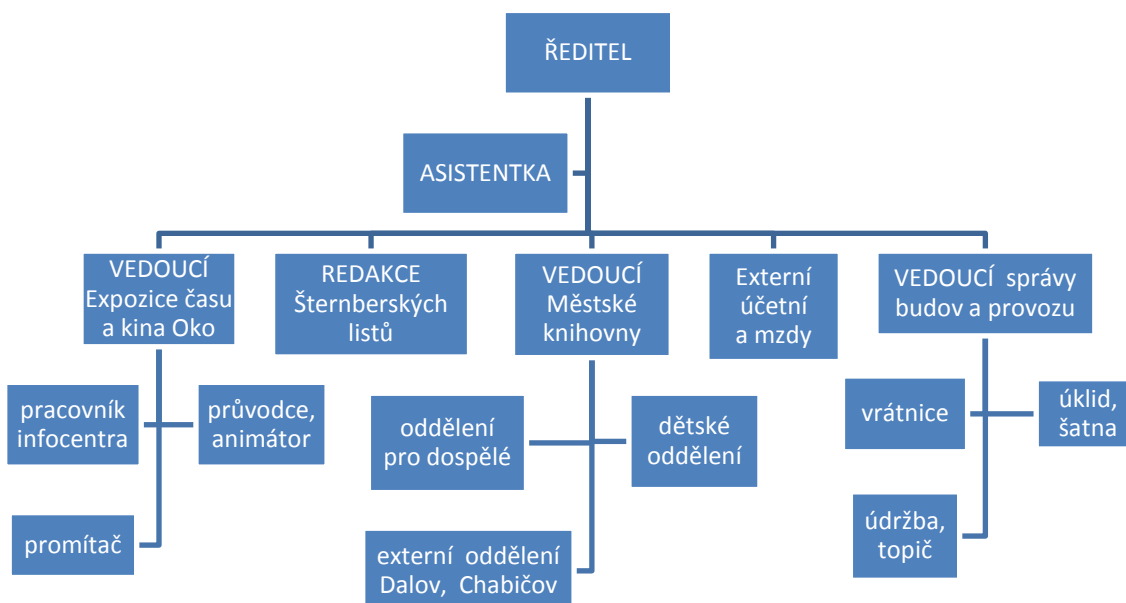 ŘEDITEL
ASISTENTKA
VEDOUCÍ
Expozice času
a kina Oko
REDAKCE
Šternberských
listů
VEDOUCÍ
Městské
knihovny
Externí
účetní
a mzdy
VEDOUCÍ správy
budov a provozu
pracovník
infocentra
průvodce,
animátor
oddělení
pro dospělé
dětské
oddělení
vrátnice
úklid,
šatna
promítač
externí oddělení
Dalov, Chabičov
údržba,
topič